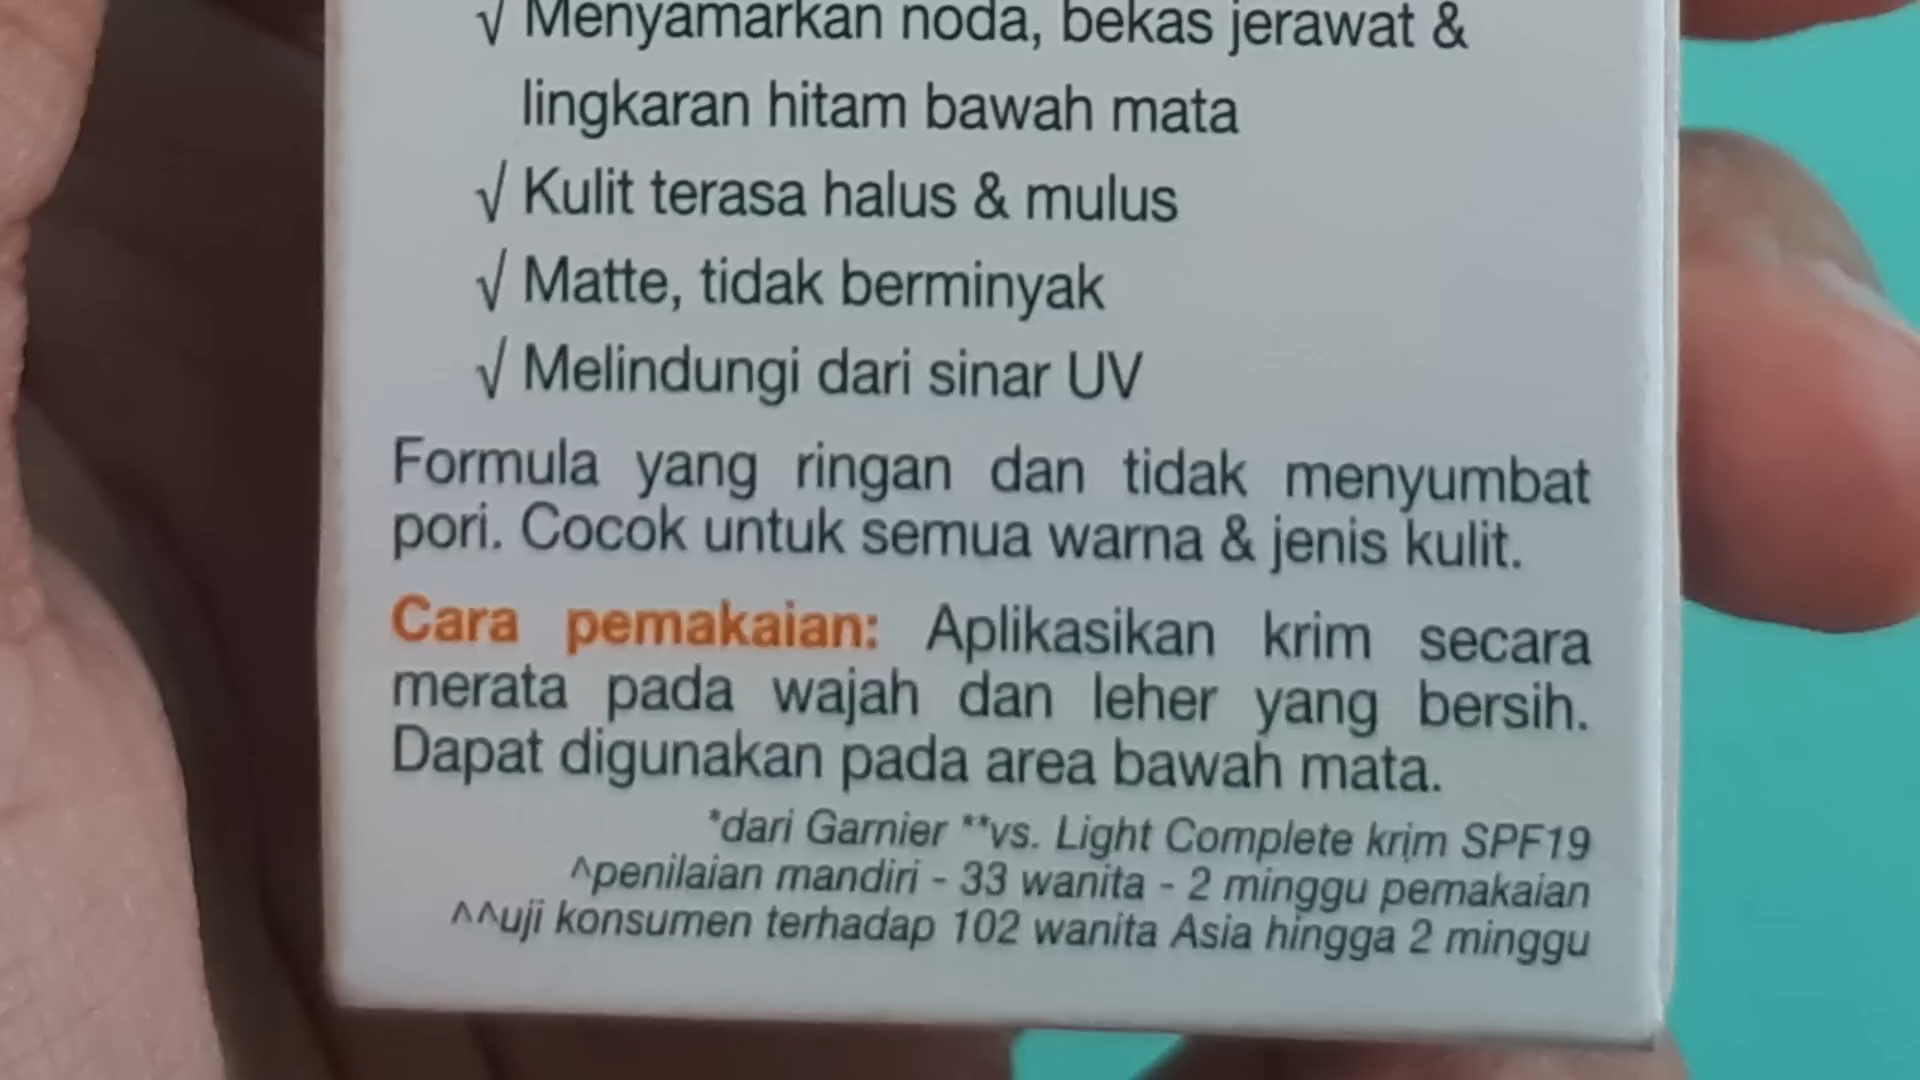 √ Menyamarkan noda, bekas jerawat &
lingkaran hitam bawah mata
√ Kulit terasa halus & mulus
√ Matte, tidak berminyak
√ Melindungi dari sinar UV
Formula yang ringan dan tidak menyumbat
pori. Cocok untuk semua warna & jenis kulit.
Cara pemakaian: Aplikasikan krim secara
merata pada wajah dan leher yang bersih.
Dapat digunakan pada area bawah mata.
*dari Garnier **vs. Light Complete krim SPF19
^penilaian mandiri - 33 wanita - 2 minggu pemakaian
^^uji konsumen terhadap 102 wanita Asia hingga 2 minggu